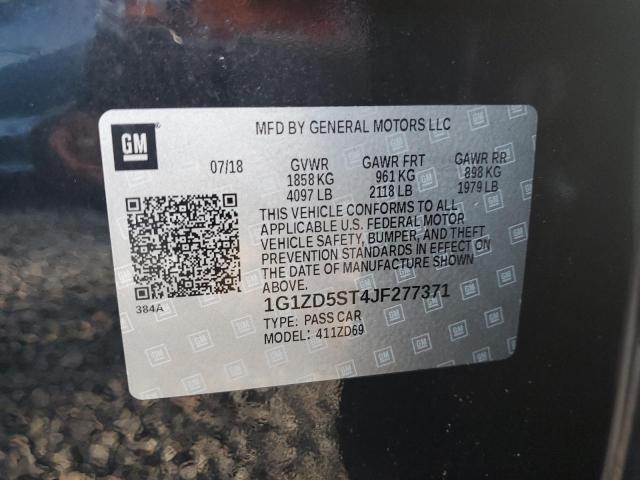 GM
MFD BY GENERAL MOTORS LLC
07/18 GVWR GAWR FRT GAWR RR
1858 KG 961 KG 898 KG
4097 LB 2118 LB 1979 LB
THIS VEHICLE CONFORMS TO ALL
APPLICABLE U.S. FEDERAL MOTOR
VEHICLE SAFETY, BUMPER, AND THEFT
PREVENTION STANDARDS IN EFFECT ON
THE DATE OF MANUFACTURE SHOWN
ABOVE.
384A
1G1ZD5ST4JF277371
TYPE: PASS CAR
MODEL: 411ZD69